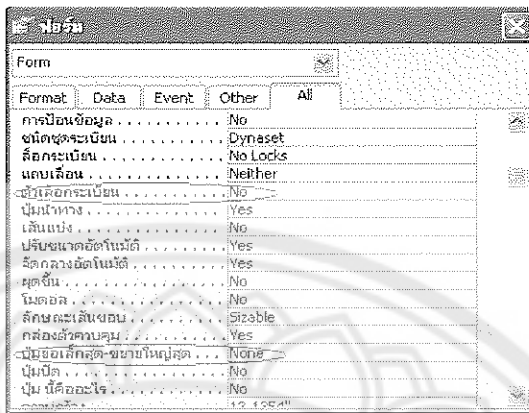 ฟอร์ม
Form
Format Data Event Other All
การป้อนข้อมูล . . . . . . . . . . . . No
ชนิดชุดระเบียน . . . . . . . . . . . Dynaset
ล็อกระเบียน . . . . . . . . . . . . . No Locks
แถบเลื่อน . . . . . . . . . . . . . . . Neither
ตัวเลือกระเบียน . . . . . . . . . . . No
ปุ่มนำทาง . . . . . . . . . . . . . . . Yes
เส้นแบ่ง . . . . . . . . . . . . . . . . No
ปรับขนาดอัตโนมัติ . . . . . . . . . Yes
จัดกลางอัตโนมัติ . . . . . . . . . . Yes
ผุดขึ้น . . . . . . . . . . . . . . . . . No
โมดอล . . . . . . . . . . . . . . . . . No
ลักษณะเส้นขอบ . . . . . . . . . . . Sizable
กล่องตัวควบคุม . . . . . . . . . . . Yes
ปุ่มย่อเล็กสุด-ขยายใหญ่สุด . . . None
ปุ่มปิด . . . . . . . . . . . . . . . . . No
ปุ่ม นี่คืออะไร . . . . . . . . . . . . No